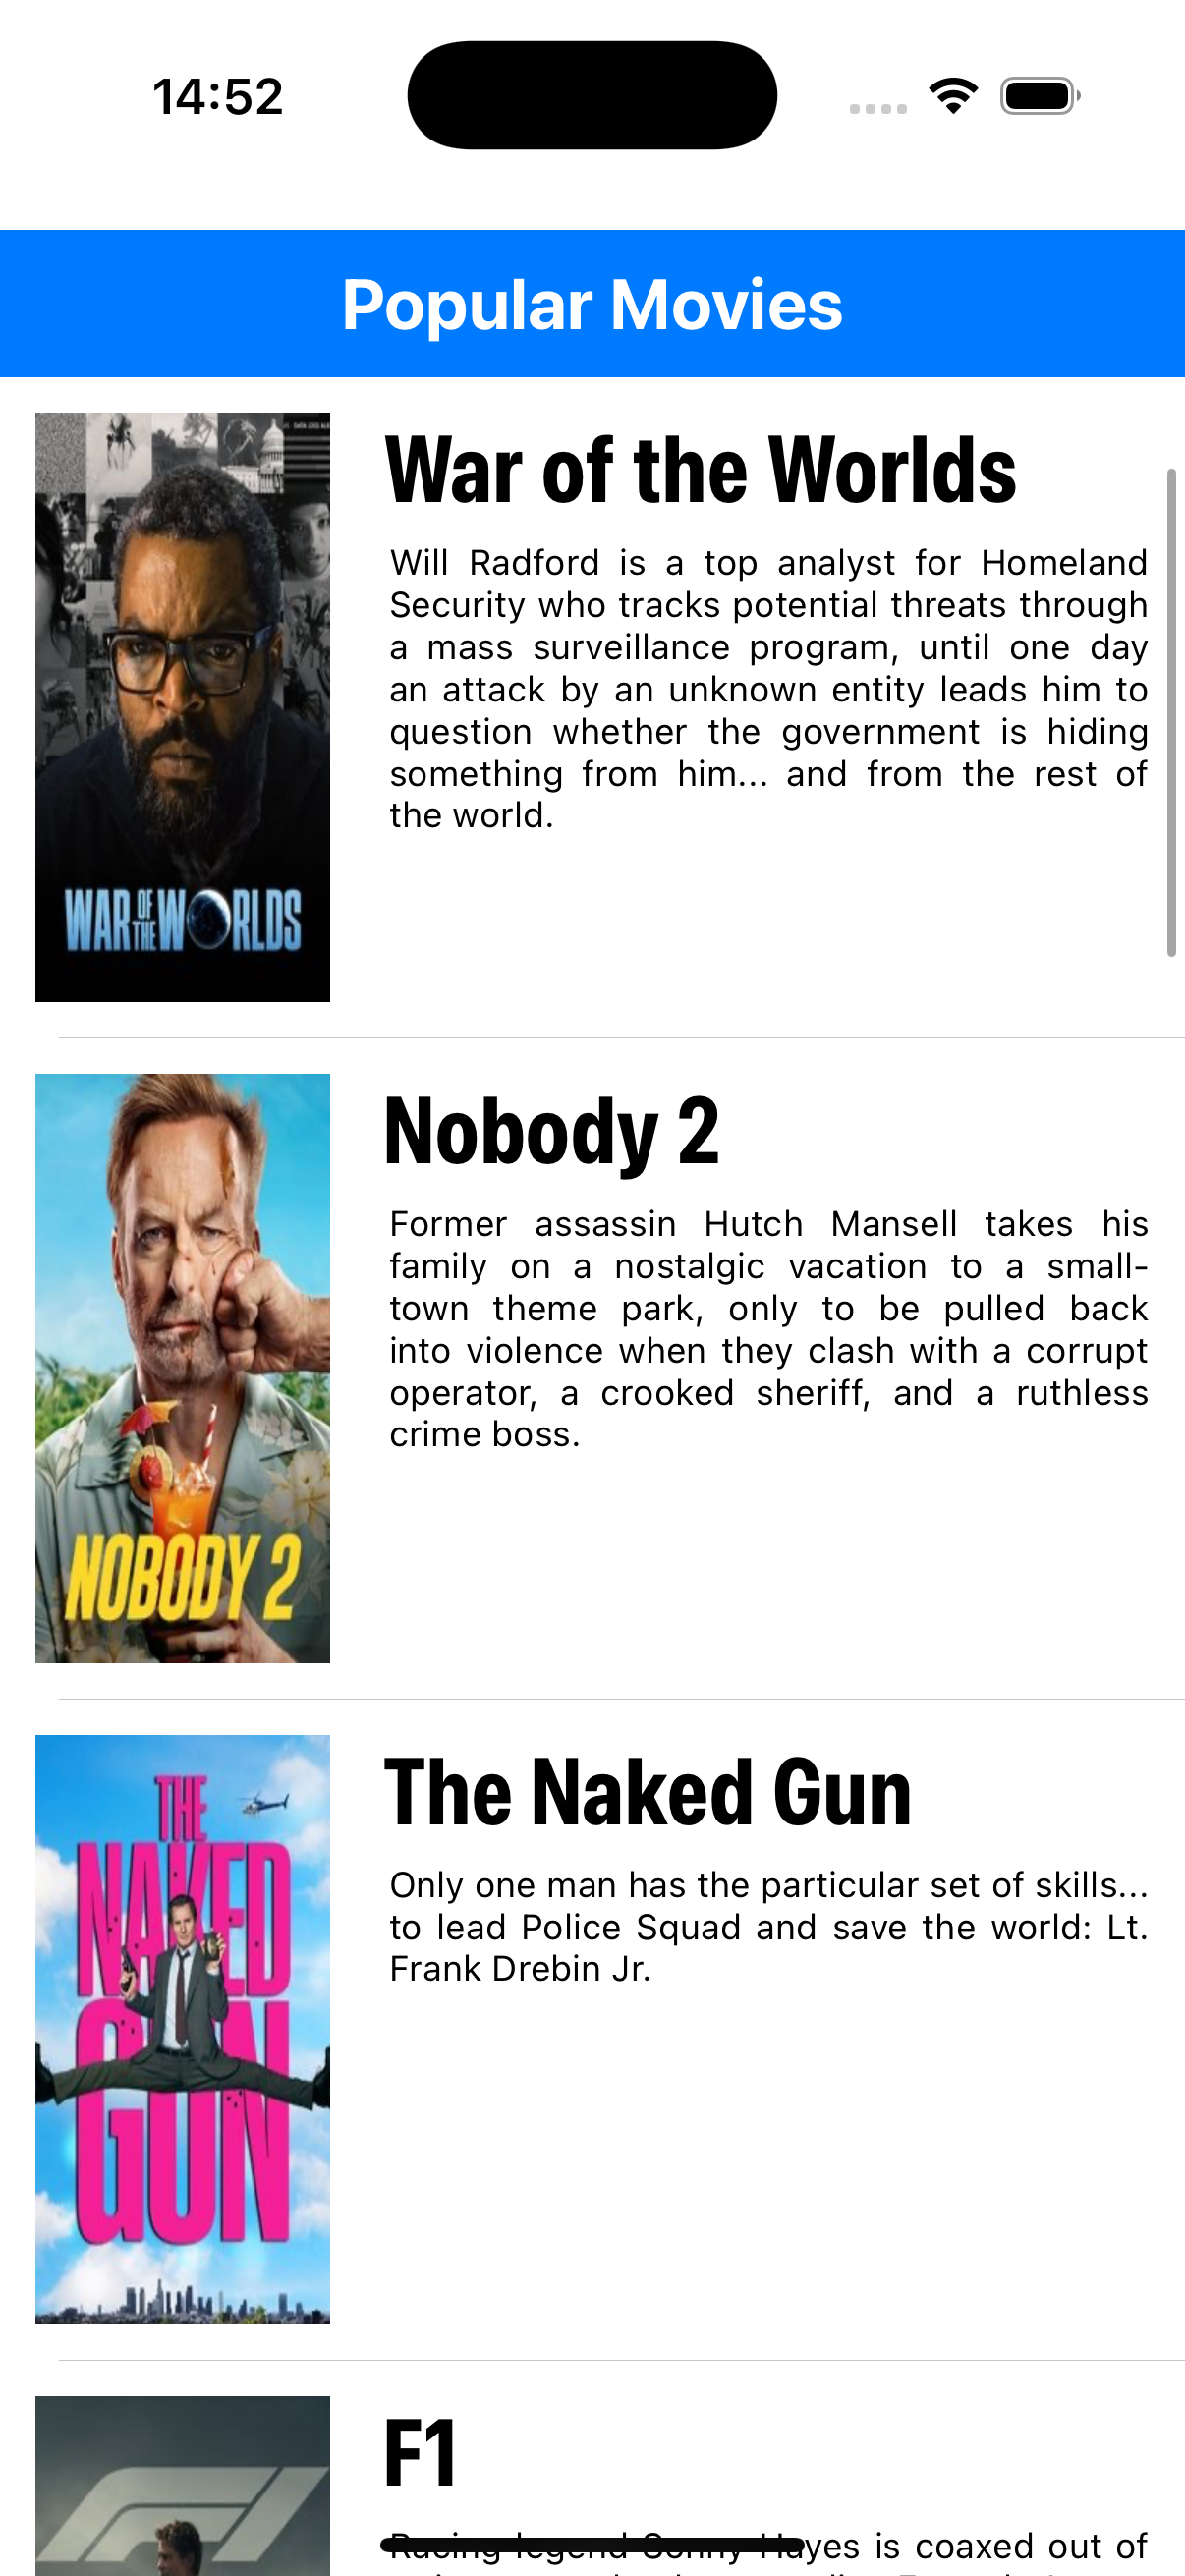 14:52
Popular Movies
War of the Worlds
Will Radford is a top analyst for Homeland
Security who tracks potential threats through
a mass surveillance program, until one day
an attack by an unknown entity leads him to
question whether the government is hiding
something from him... and from the rest of
the world.
WAR OF THE WORLDS
Nobody 2
Former assassin Hutch Mansell takes his
family on a nostalgic vacation to a small-
town theme park, only to be pulled back
into violence when they clash with a corrupt
operator, a crooked sheriff, and a ruthless
crime boss.
NOBODY 2
The Naked Gun
Only one man has the particular set of skills...
to lead Police Squad and save the world: Lt.
Frank Drebin Jr.
THE
NAKED
GUN
F1
Racing legend Sonny Hayes is coaxed out of